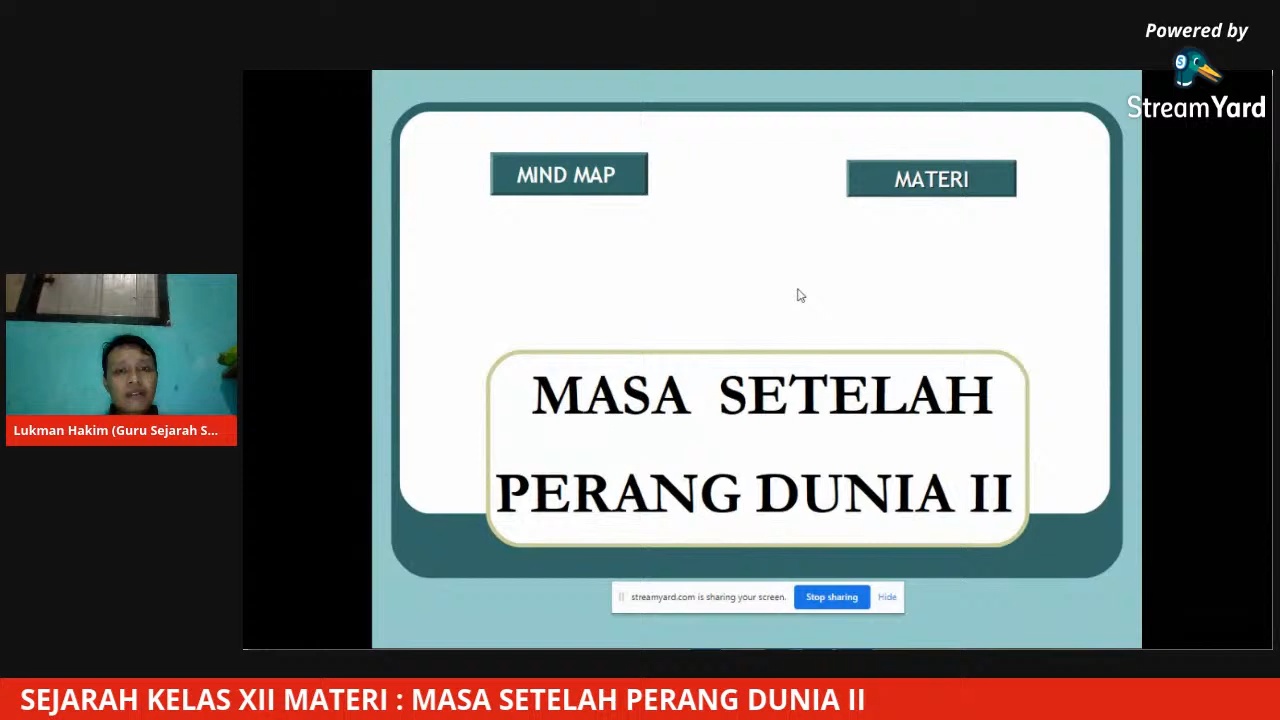 Powered by
StreamYard
MIND MAP
MATERI
MASA SETELAH
PERANG DUNIA II
Lukman Hakim (Guru Sejarah S...
streamyard.com is sharing your screen. Stop sharing Hide
SEJARAH KELAS XII MATERI : MASA SETELAH PERANG DUNIA II